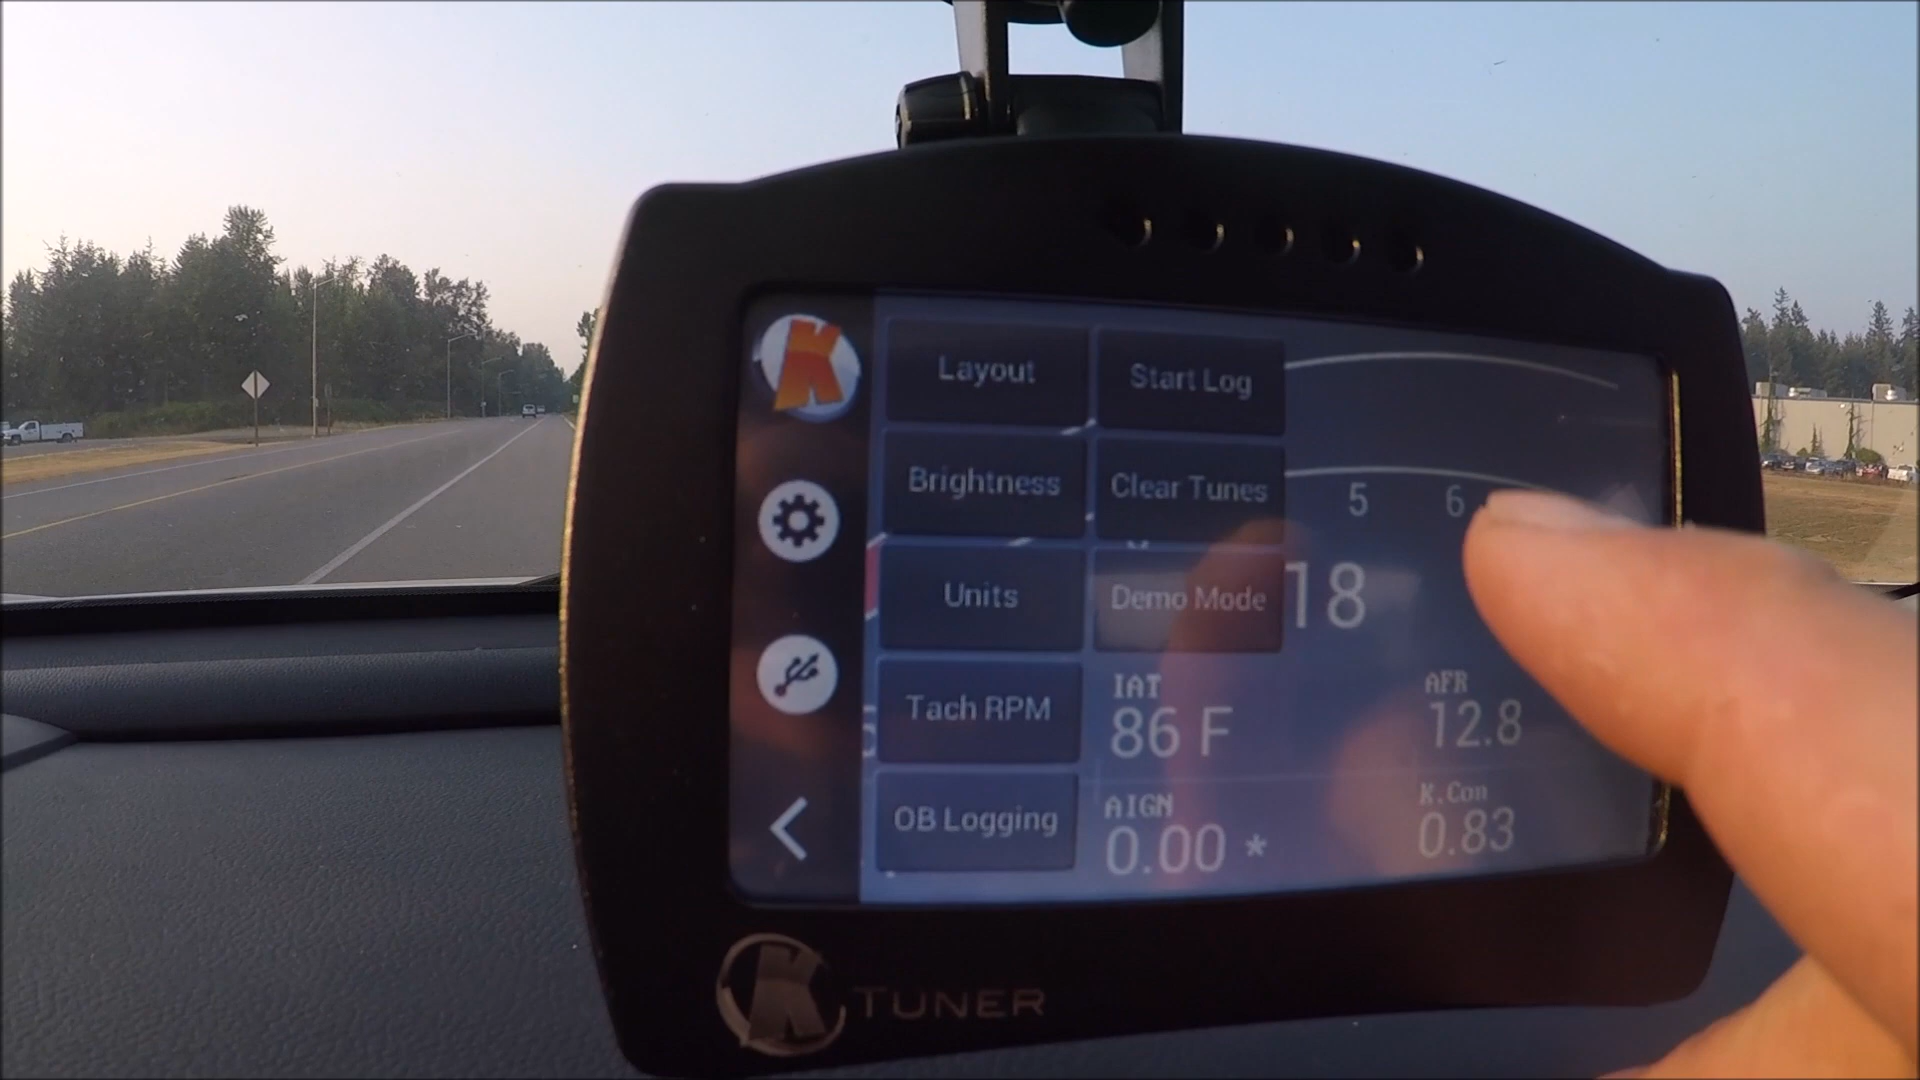 Layout
Start Log
Brightness
Clear Tunes
5 6
Units
Demo Mode
18
Tach RPM
IAT
86 F
AFR
12.8
OB Logging
AIGN
0.00 *
K.Con
0.83
K TUNER